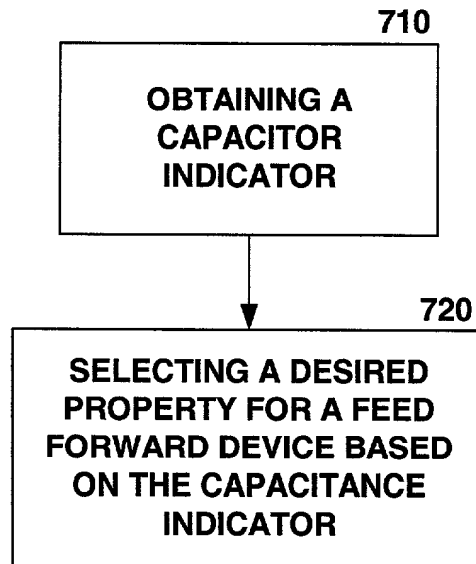 710
OBTAINING A
CAPACITOR
INDICATOR
720
SELECTING A DESIRED
PROPERTY FOR A FEED
FORWARD DEVICE BASED
ON THE CAPACITANCE
INDICATOR